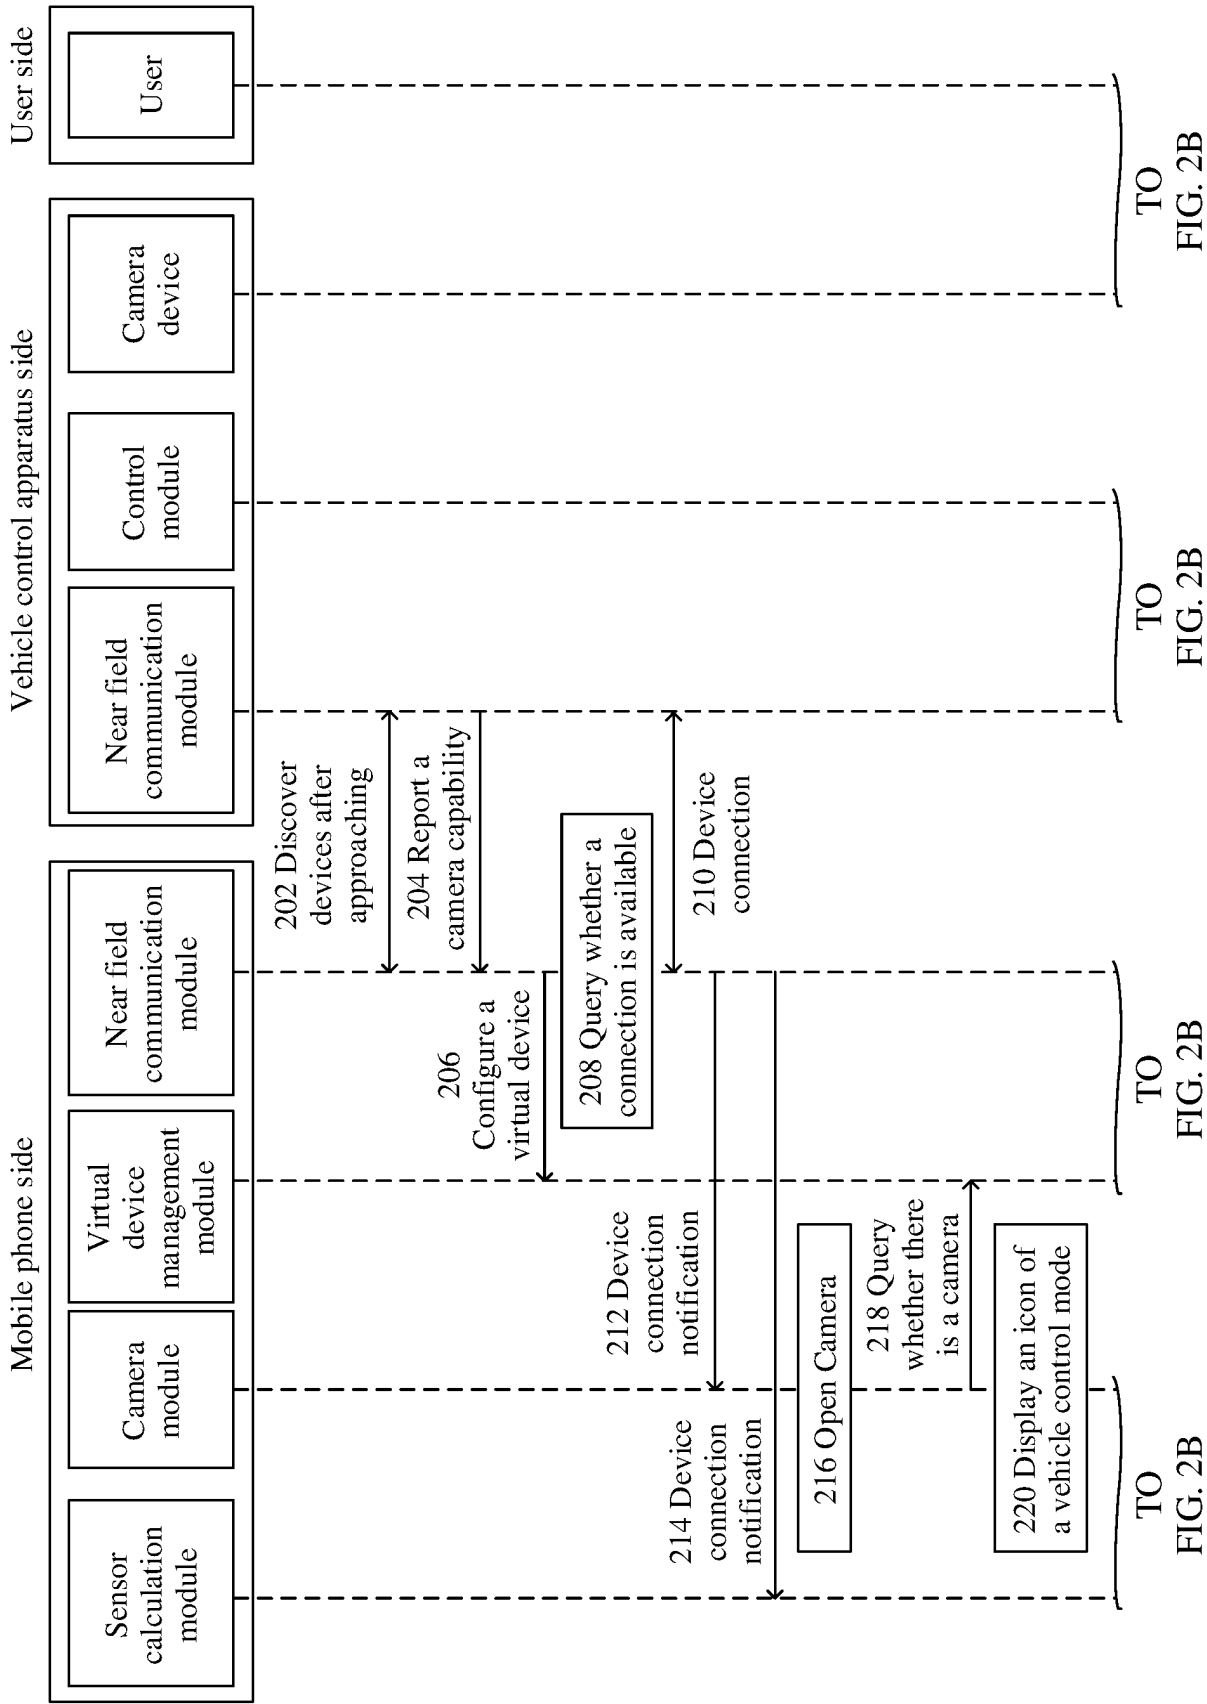 Mobile phone side
Vehicle control apparatus side
User side
Sensor
calculation
module
Camera
module
Virtual
device
management
module
Near field
communication
module
Near field
communication
module
Control
module
Camera
device
User
202 Discover
devices after
approaching
204 Report a
camera capability
206
Configure a
virtual device
208 Query whether a
connection is available
210 Device
connection
212 Device
connection
notification
214 Device
connection
notification
216 Open Camera
218 Query
whether there
is a camera
220 Display an icon of
a vehicle control mode
TO
FIG. 2B
TO
FIG. 2B
TO
FIG. 2B
TO
FIG. 2B